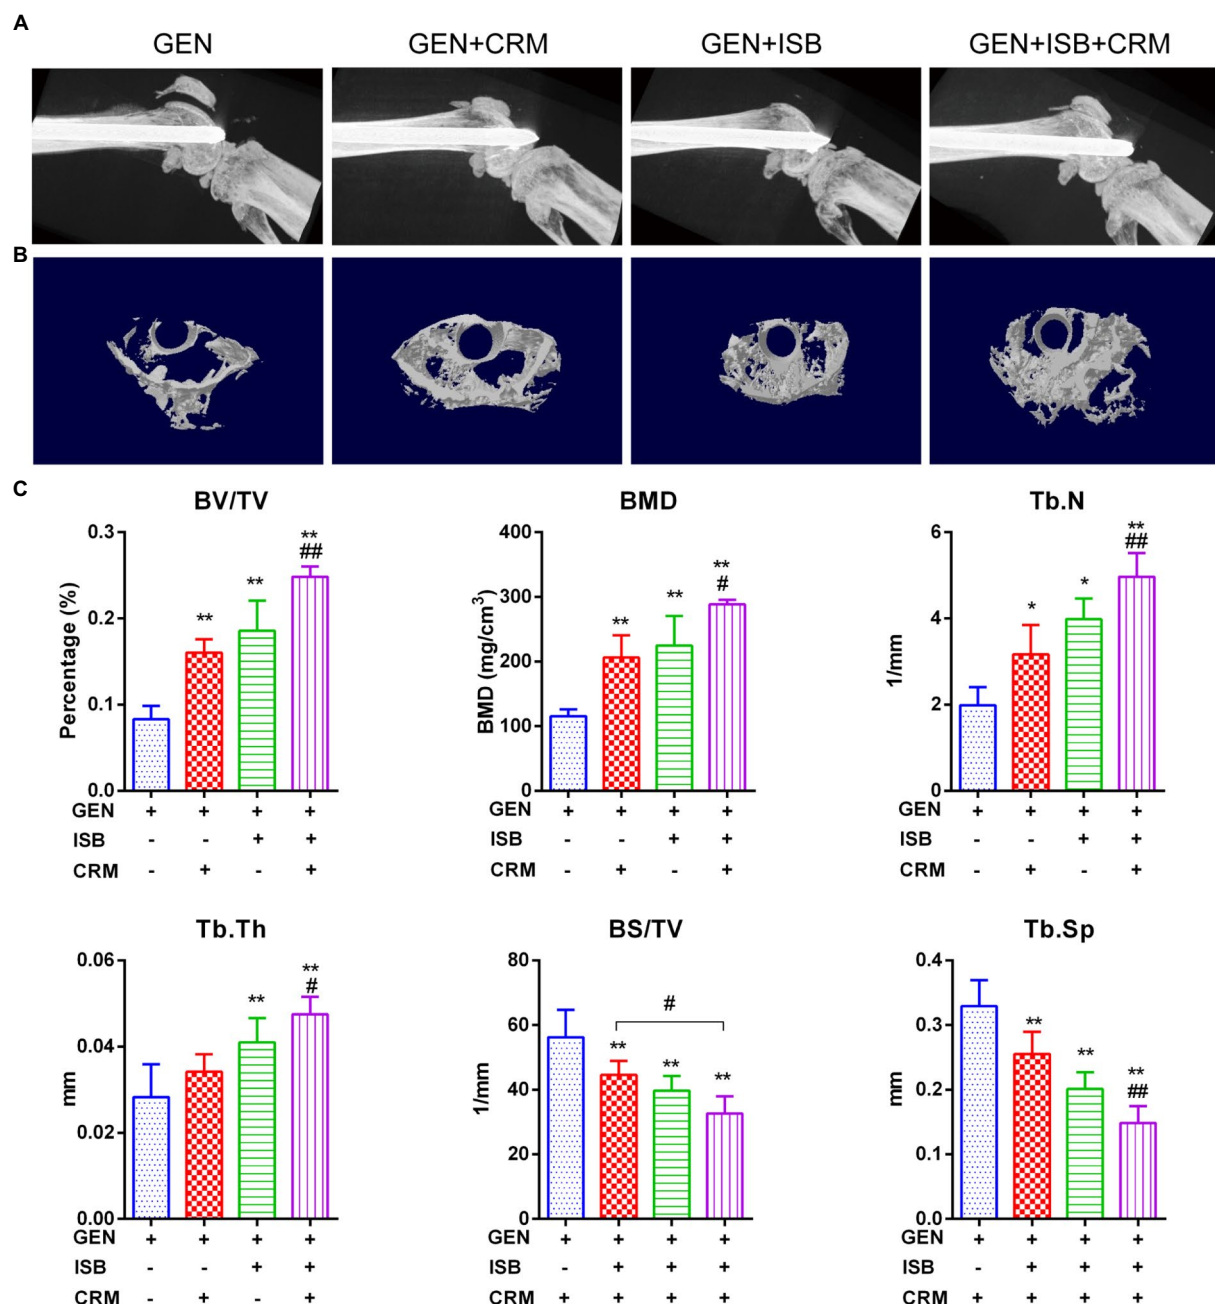 A
GEN GEN+CRM GEN+ISB GEN+ISB+CRM
B
C
BV/TV BMD Tb.N
0.3 400 6
** ## ** # ** ##
** ** * *
** **
Percentage (%) BMD (mg/cm³) 1/mm
0.2 300 4
200
0.1 100 2
0.0 0 0
GEN + + + + GEN + + + + GEN + + + +
ISB - - + + ISB - - + + ISB - - + +
CRM - + - + CRM - + - + CRM - + - +
Tb.Th BS/TV Tb.Sp
0.06 80 0.4
** # ** # ** ** ** ** ** ** ##
mm 1/mm mm
0.04 60 0.3
40 0.2
0.02 20 0.1
0.00 0 0.0
GEN + + + + GEN + + + + GEN + + + +
ISB - - + + ISB - + + + ISB - + + +
CRM - + - + CRM + + + + CRM + + + +